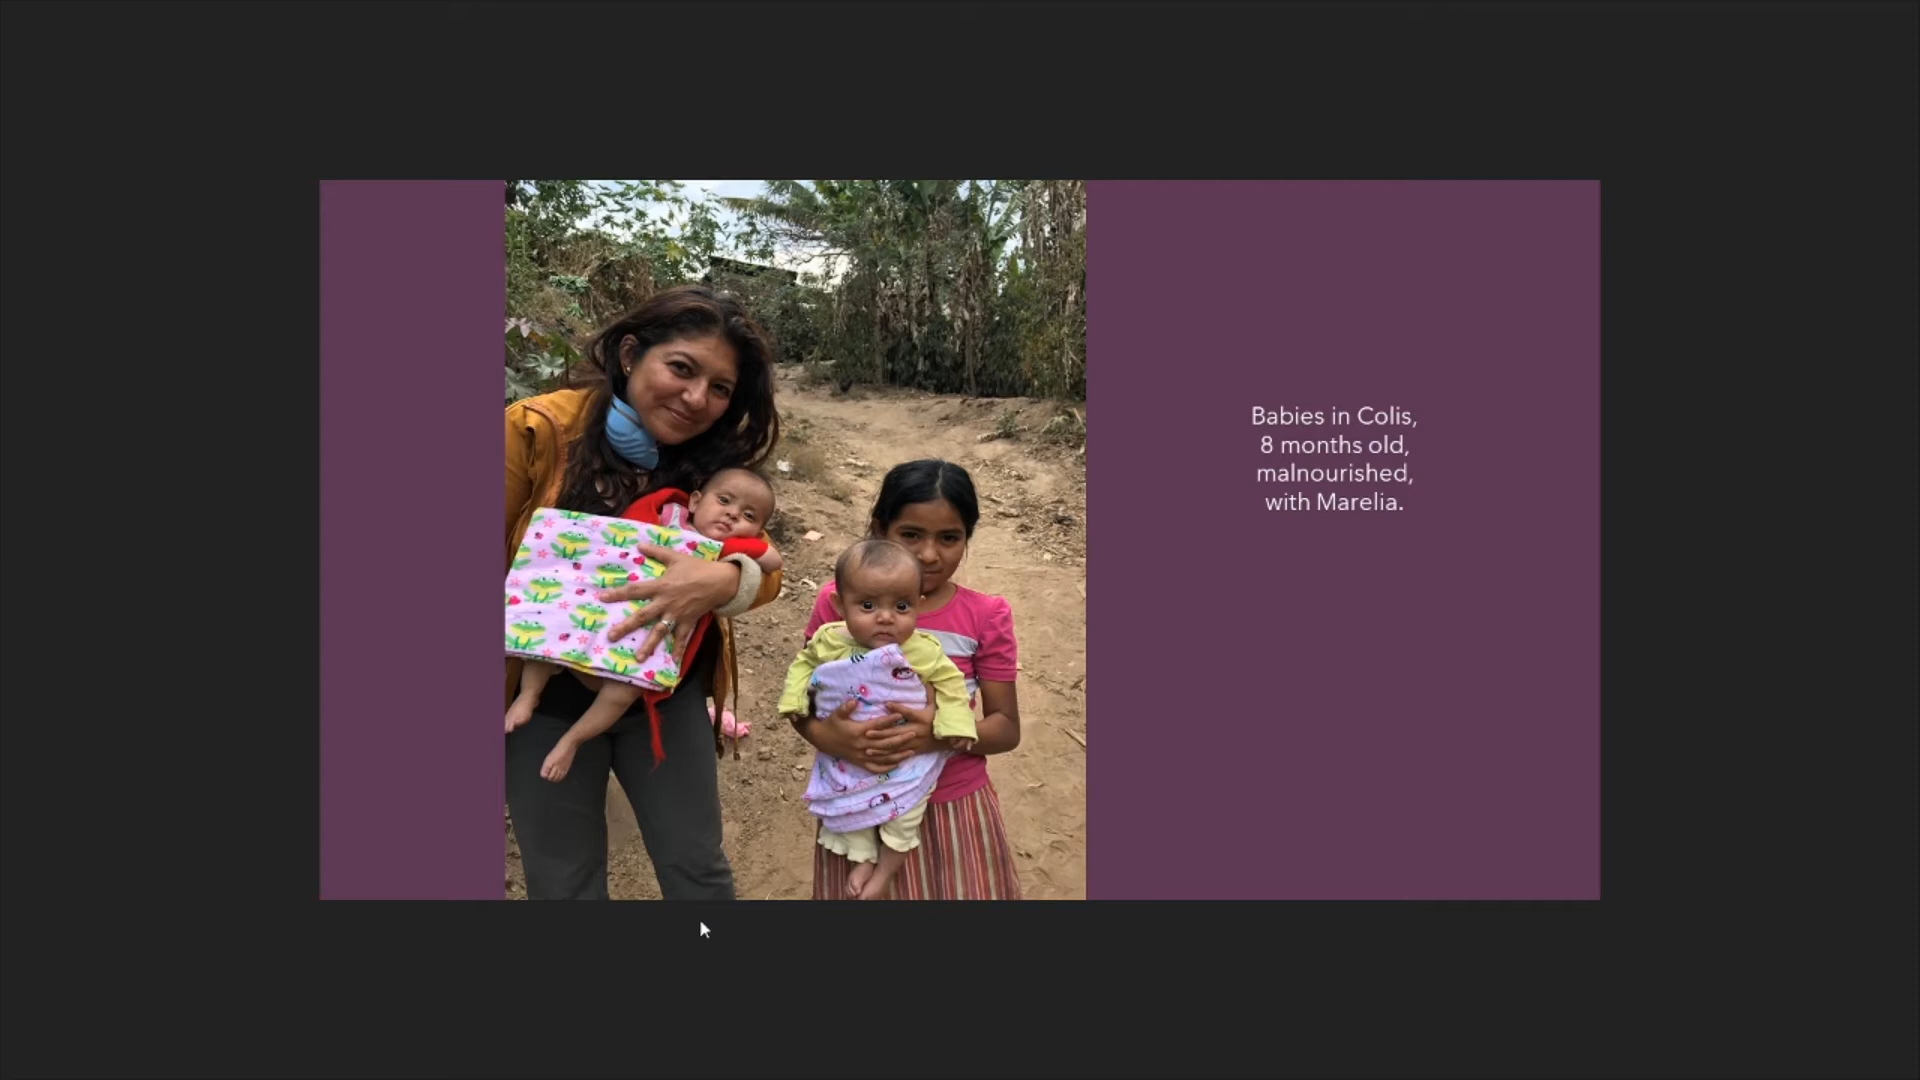 Babies in Colis,
8 months old,
malnourished,
with Marelia.